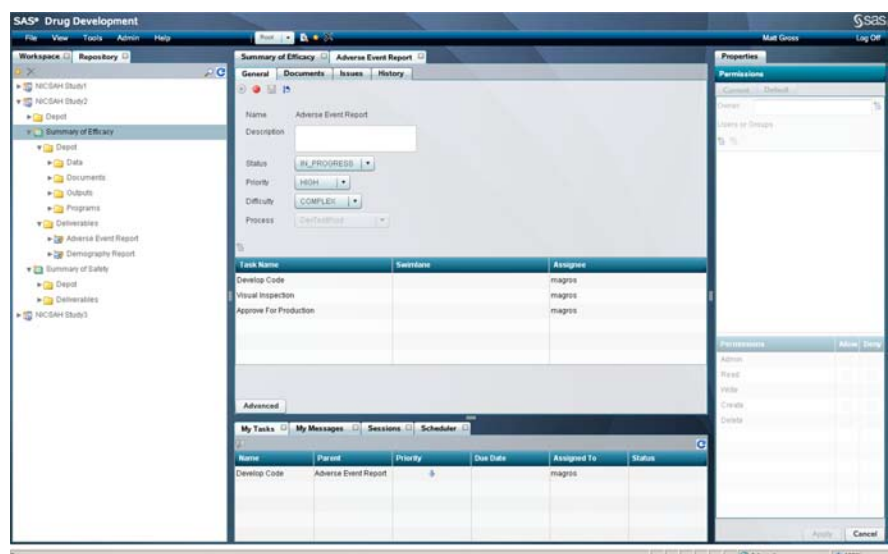 SAS® Drug Development
sas
File View Tools Admin Help
Matt Gross Log Off
Workspace Repository
NICSAH Study1
NICSAH Study2
Depot
Summary of Efficacy
Depot
Data
Documents
Outputs
Programs
Deliverables
Adverse Event Report
Demography Report
Summary of Safety
Depot
Deliverables
NICSAH Study3
Summary of Efficacy Adverse Event Report
General Documents Issues History
Name Adverse Event Report
Description
Status IN_PROGRESS
Priority HIGH
Difficulty COMPLEX
Process DevTestProd
Task Name Swimlane Assignee
Develop Code magros
Visual Inspection magros
Approve For Production magros
Advanced
My Tasks My Messages Sessions Scheduler
Name Parent Priority Due Date Assigned To Status
Develop Code Adverse Event Report magros
Properties
Permissions
Current Default
Owner
Users or Groups
Permissions Allow Deny
Admin
Read
Write
Create
Delete
Apply Cancel